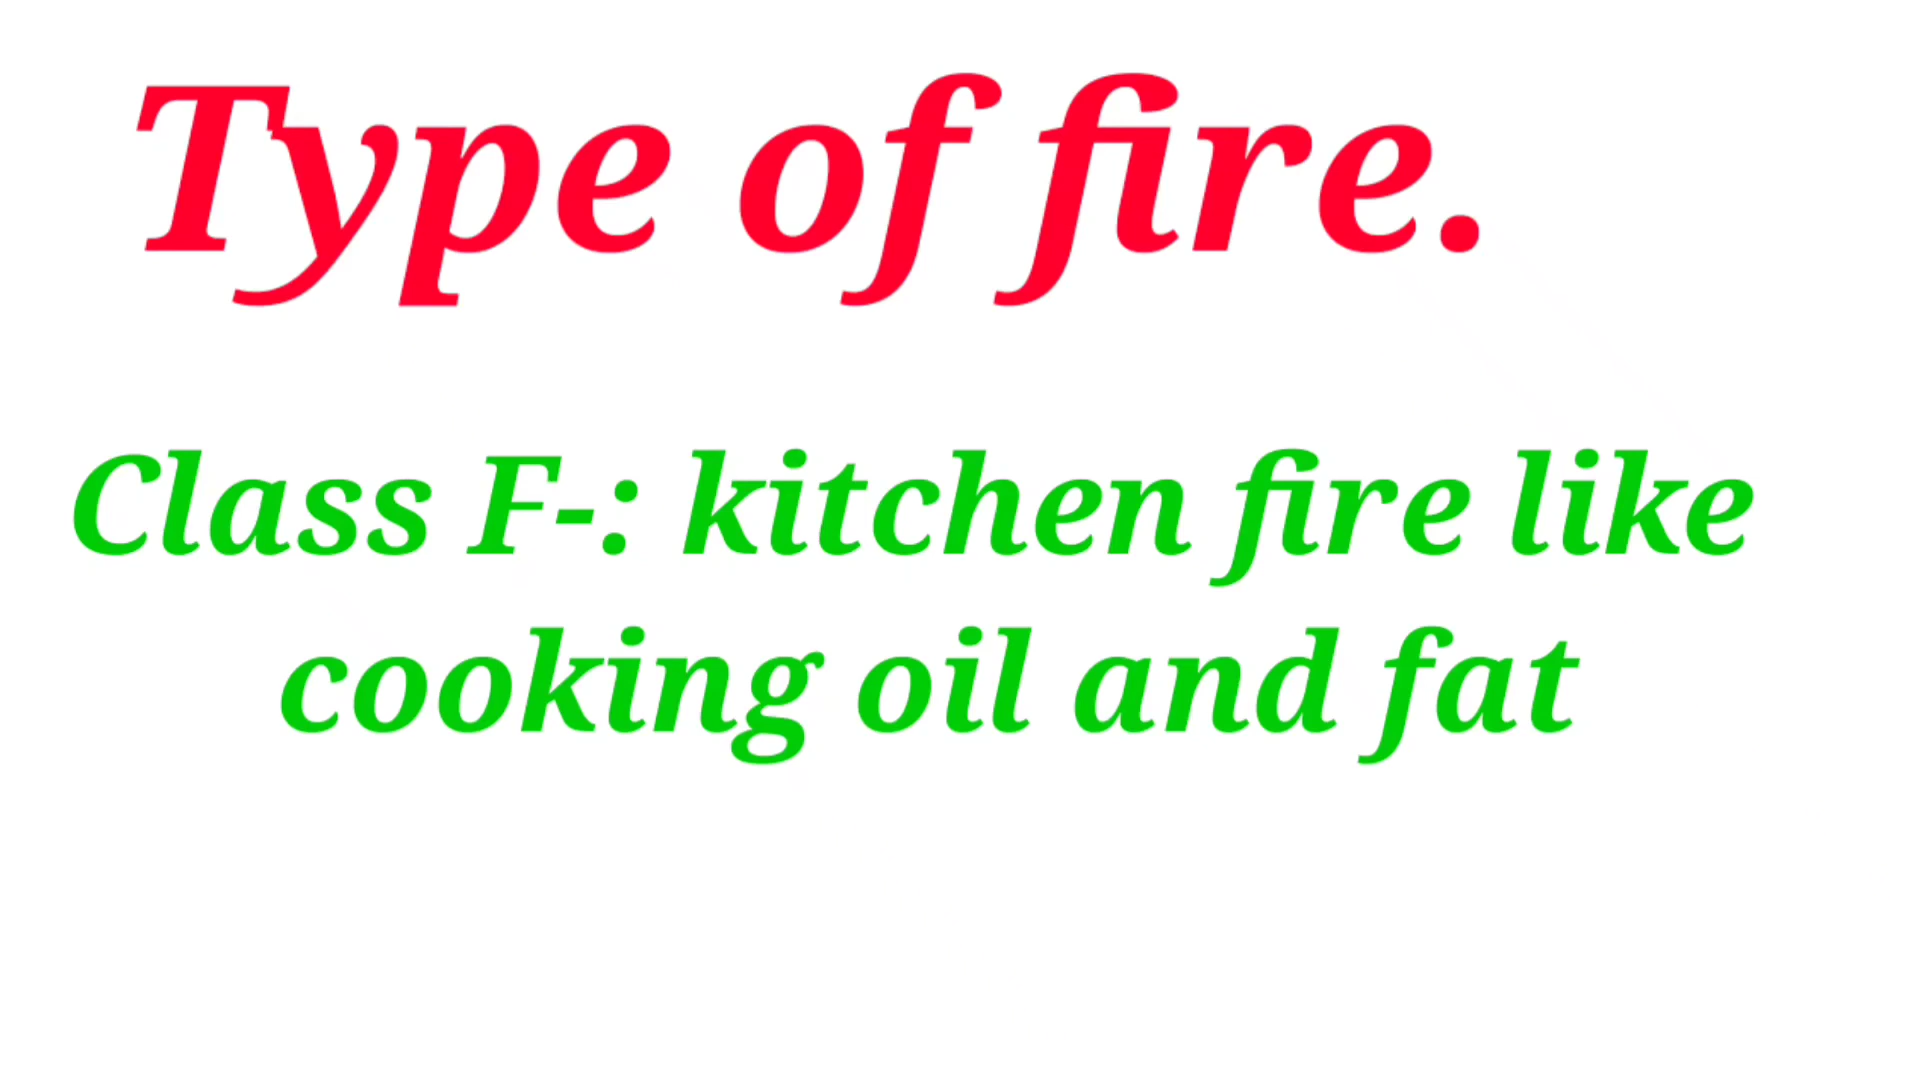 Type of fire.
Class F-: kitchen fire like
cooking oil and fat